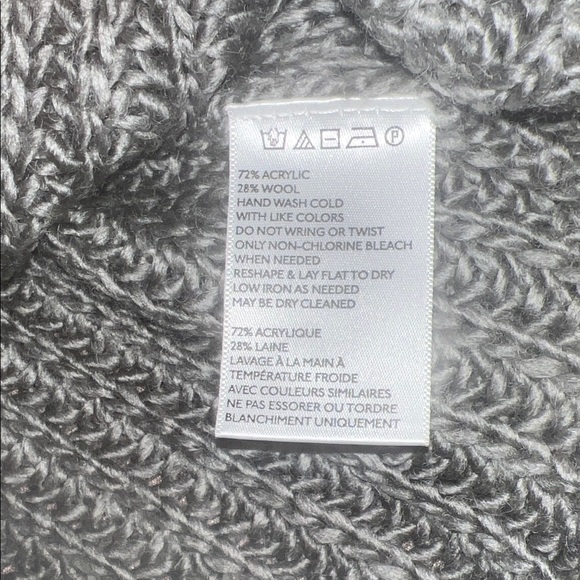 P
72% ACRYLIC
28% WOOL
HAND WASH COLD
WITH LIKE COLORS
DO NOT WRING OR TWIST
ONLY NON-CHLORINE BLEACH
WHEN NEEDED
RESHAPE & LAY FLAT TO DRY
LOW IRON AS NEEDED
MAY BE DRY CLEANED
72% ACRYLIQUE
28% LAINE
LAVAGE À LA MAIN À
TEMPÉRATURE FROIDE
AVEC COULEURS SIMILAIRES
NE PAS ESSORER OU TORDRE
BLANCHIMENT UNIQUEMENT